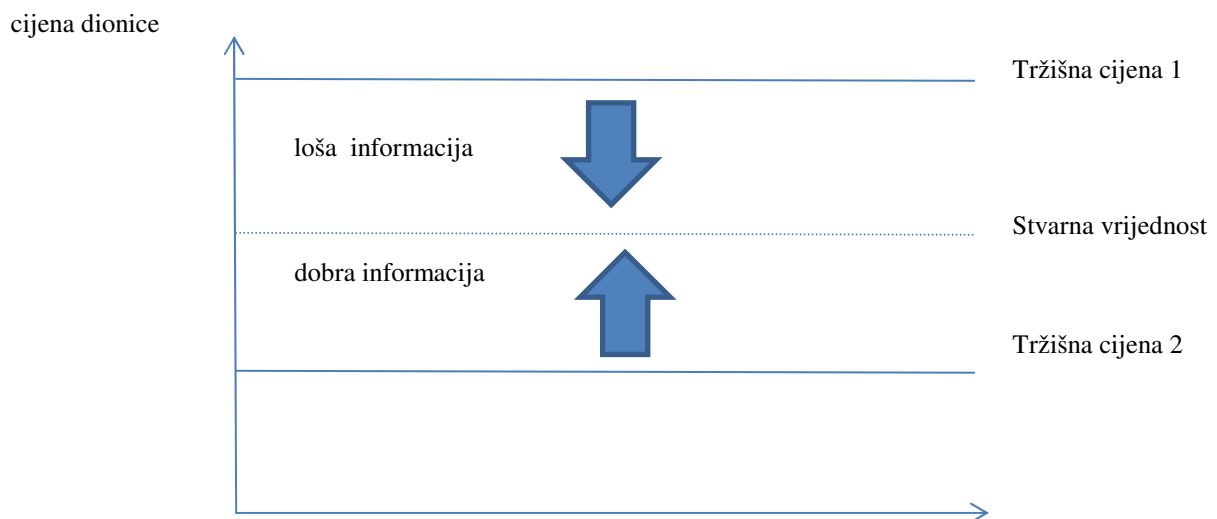 cijena dionice
Tržišna cijena 1
loša informacija
Stvarna vrijednost
dobra informacija
Tržišna cijena 2